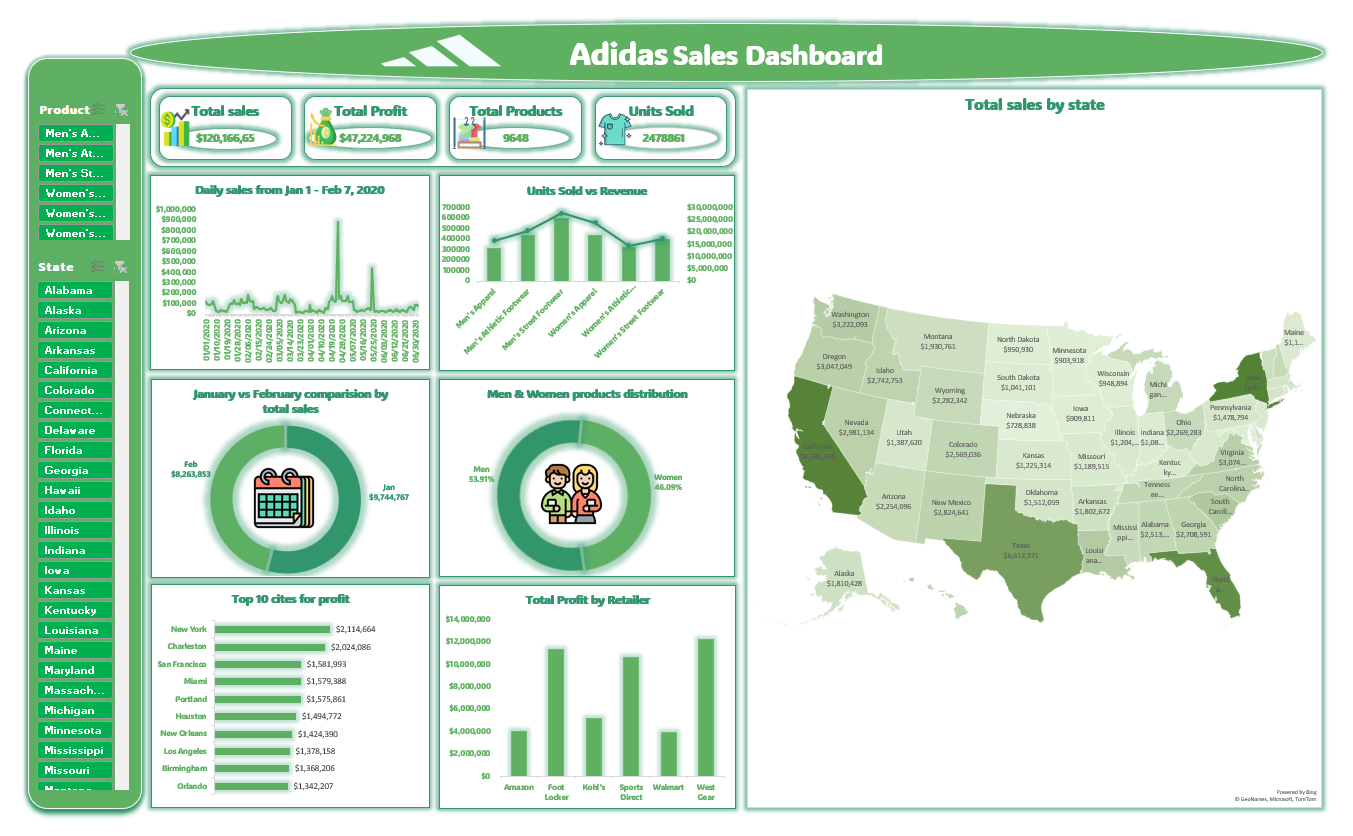 Adidas Sales Dashboard
Product
Men's A...
Men's At...
Men's St...
Women's...
Women's...
Women's...
State
Alabama
Alaska
Arizona
Arkansas
California
Colorado
Connect...
Delaware
Florida
Georgia
Hawaii
Idaho
Illinois
Indiana
Iowa
Kansas
Kentucky
Louisiana
Maine
Maryland
Massach...
Michigan
Minnesota
Mississippi
Missouri
Total sales
$120,166,65
Total Profit
$47,224,968
Total Products
9648
Units Sold
2478861
Daily sales from Jan 1 - Feb 7, 2020
$1,000,000
$900,000
$800,000
$700,000
$600,000
$500,000
$400,000
$300,000
$200,000
$100,000
$0
01/01/2020
01/10/2020
01/19/2020
01/28/2020
02/06/2020
02/15/2020
02/24/2020
03/05/2020
03/14/2020
03/23/2020
04/01/2020
04/10/2020
04/19/2020
04/28/2020
05/07/2020
05/16/2020
05/25/2020
06/03/2020
06/12/2020
06/21/2020
06/30/2020
Units Sold vs Revenue
700000
600000
500000
400000
300000
200000
100000
0
$30,000,000
$25,000,000
$20,000,000
$15,000,000
$10,000,000
$5,000,000
$0
Men's Apparel
Men's Athletic Footwear
Men's Street Footwear
Women's Apparel
Women's Athletic...
Women's Street Footwear
January vs February comparision by
total sales
Feb
$8,263,853
Jan
$9,744,767
Men & Women products distribution
Men
53.91%
Women
46.09%
Top 10 cites for profit
New York
$2,114,664
Charleston
$2,024,086
San Francisco
$1,581,993
Miami
$1,579,388
Portland
$1,575,861
Houston
$1,494,772
New Orleans
$1,424,390
Los Angeles
$1,378,158
Birmingham
$1,368,206
Orlando
$1,342,207
Total Profit by Retailer
$14,000,000
$12,000,000
$10,000,000
$8,000,000
$6,000,000
$4,000,000
$2,000,000
$0
Amazon
Foot
Locker
Kohl's
Sports
Direct
Walmart
West
Gear
Total sales by state
Washington
$3,222,093
Oregon
$3,047,049
Idaho
$2,742,753
Montana
$1,930,761
North Dakota
$950,930
Minnesota
$903,918
Wisconsin
$948,894
Michi
gan...
Maine
$1,1...
South Dakota
$1,041,101
Wyoming
$2,282,342
Nebraska
$728,838
Iowa
$909,811
Illinois
$1,204,...
Indiana
$1,08...
Ohio
$2,269,283
Pennsylvania
$1,478,794
Nevada
$2,981,134
Utah
$1,387,620
Colorado
$2,569,036
Kansas
$1,225,314
Missouri
$1,189,515
Kentuc
ky...
Virginia
$3,074...
California
Arizona
$2,254,096
New Mexico
$2,824,641
Oklahoma
$1,512,059
Arkansas
$1,802,672
Tenness
ee...
North
Carolina...
South
Caroli...
Mississi
ppi...
Alabama
$2,513,...
Georgia
$2,708,591
Texas
$6,612,371
Louisi
ana...
Alaska
$1,810,428
Powered by Bing
© GeoNames, Microsoft, TomTom